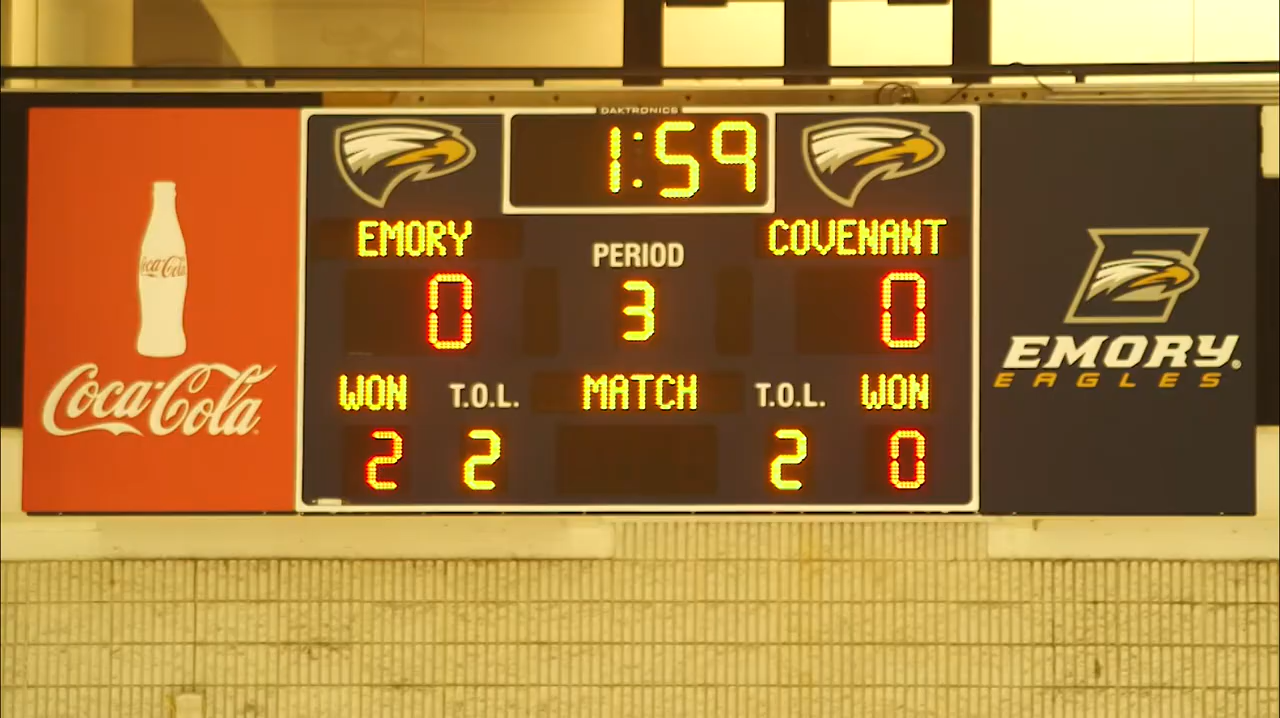 DAKTRONICS
1:59
EMORY
COVENANT
PERIOD
0
3
0
WON
T.O.L.
MATCH
T.O.L.
WON
2
2
2
0
Coca-Cola
Coca-Cola
EMORY.
EAGLES